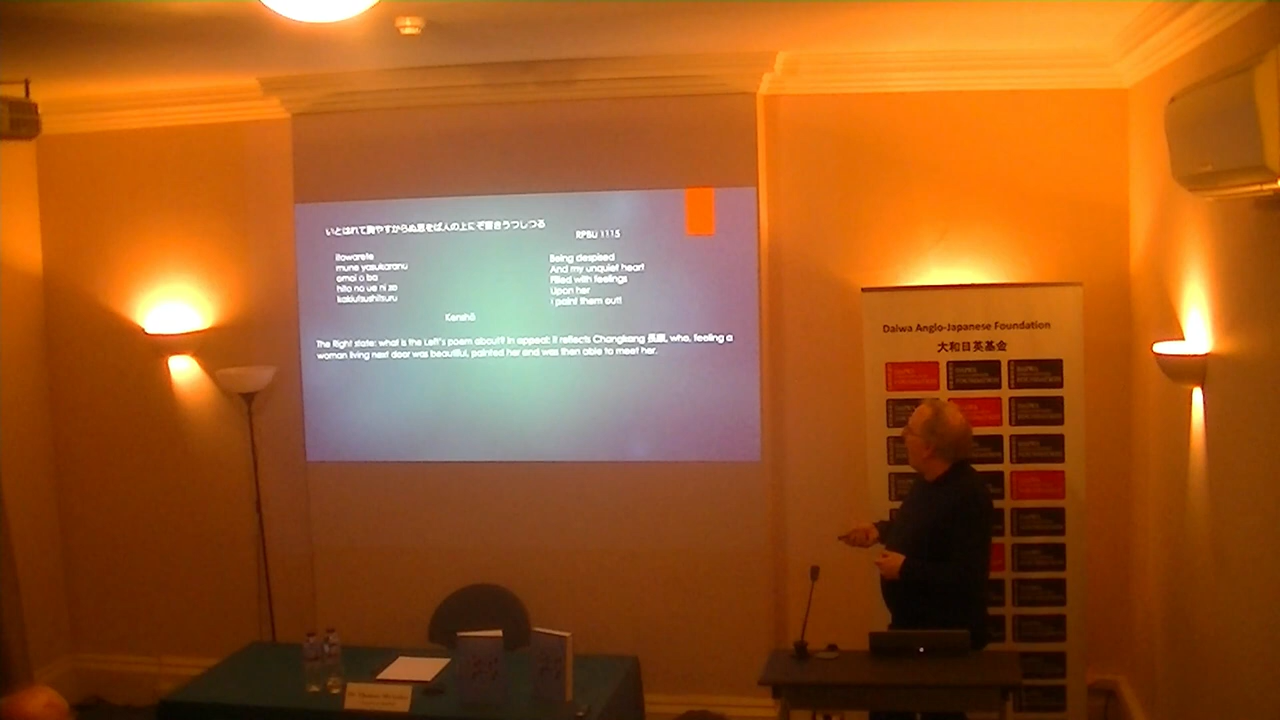 いとはれて胸やすからぬ思をば人の上にぞ書きうつしつる
RPBU 1115
itowarete
mune yasukaranu
omoi o ba
hito no ue ni zo
kakiutsushitsuru
Being despised
And my unquiet heart
Filled with feelings
Upon her
I paint them out!
Kenshō
The Right state: what is the Left's poem about? In appeal: it reflects Changkang 長康, who, feeling a
woman living next door was beautiful, painted her and was then able to meet her.
Daiwa Anglo-Japanese Foundation
大和日英基金